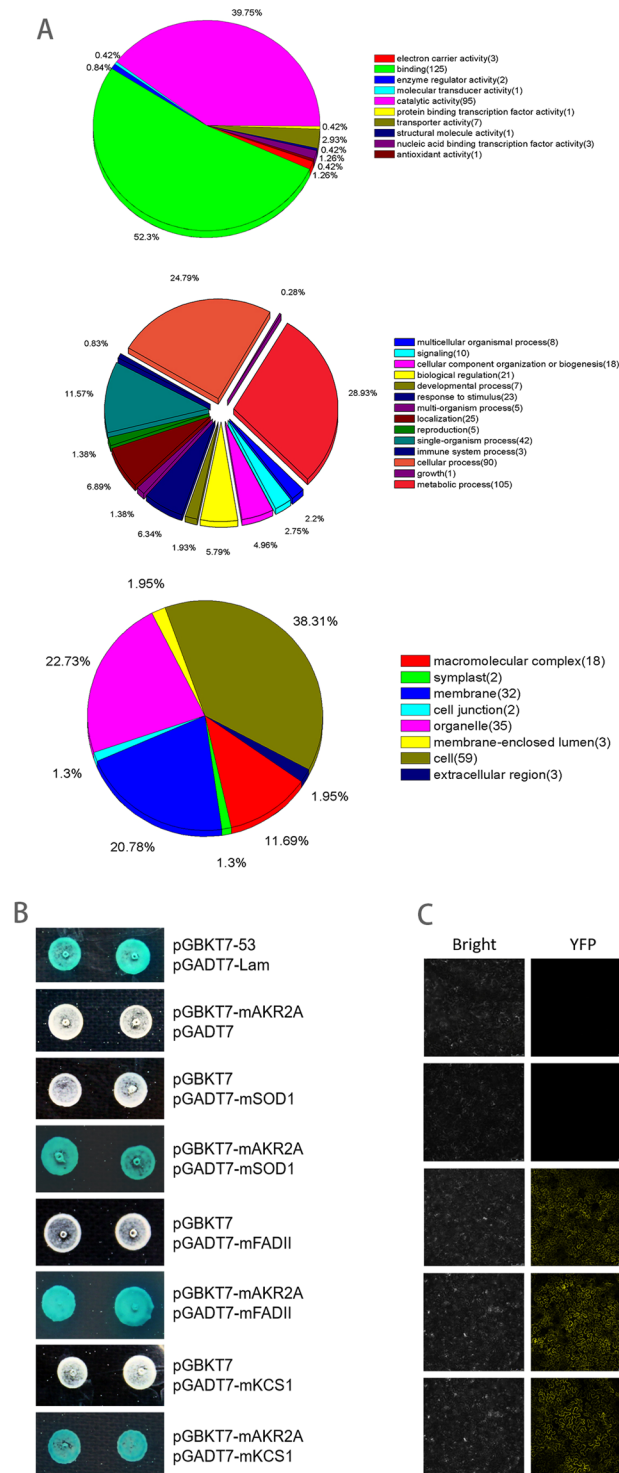 A
39.75%
0.42%
0.84%
0.42%
2.93%
0.42%
1.26%
0.42%
1.26%
52.3%
electron carrier activity(3)
binding(125)
enzyme regulator activity(2)
molecular transducer activity(1)
catalytic activity(95)
protein binding transcription factor activity(1)
transporter activity(7)
structural molecule activity(1)
nucleic acid binding transcription factor activity(3)
antioxidant activity(1)
24.79%
0.28%
0.83%
28.93%
11.57%
1.38%
6.89%
1.38%
6.34%
1.93%
5.79%
4.96%
2.75%
2.2%
multicellular organismal process(8)
signaling(10)
cellular component organization or biogenesis(18)
biological regulation(21)
developmental process(7)
response to stimulus(23)
multi-organism process(5)
localization(25)
reproduction(5)
single-organism process(42)
immune system process(3)
cellular process(90)
growth(1)
metabolic process(105)
1.95%
38.31%
22.73%
1.3%
20.78%
1.3%
11.69%
1.95%
macromolecular complex(18)
symplast(2)
membrane(32)
cell junction(2)
organelle(35)
membrane-enclosed lumen(3)
cell(59)
extracellular region(3)
B
pGBKT7-53
pGADT7-Lam
pGBKT7-mAKR2A
pGADT7
pGBKT7
pGADT7-mSOD1
pGBKT7-mAKR2A
pGADT7-mSOD1
pGBKT7
pGADT7-mFADII
pGBKT7-mAKR2A
pGADT7-mFADII
pGBKT7
pGADT7-mKCS1
pGBKT7-mAKR2A
pGADT7-mKCS1
C
Bright YFP